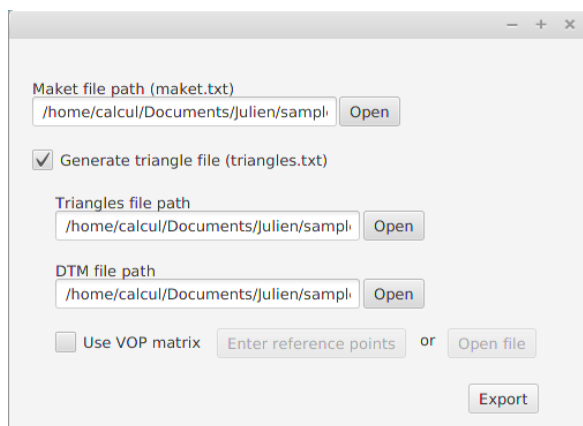 Maket file path (maket.txt)
/home/calcul/Documents/Julien/sampl Open
Generate triangle file (triangles.txt)
Triangles file path
/home/calcul/Documents/Julien/sampl Open
DTM file path
/home/calcul/Documents/Julien/sampl Open
Use VOP matrix Enter reference points or Open file
Export